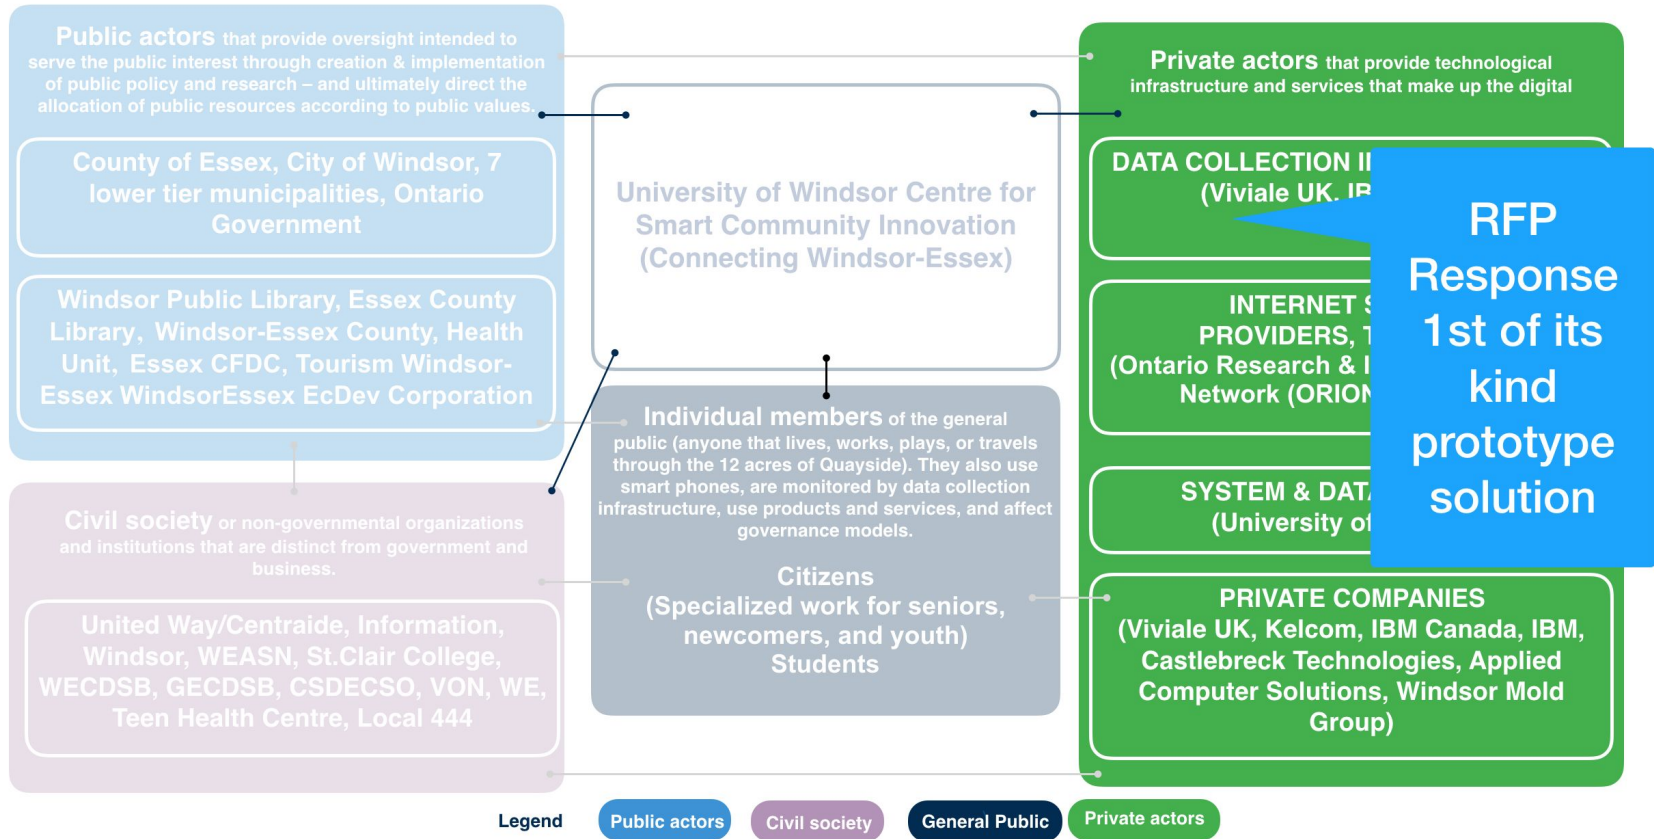 Public actors that provide oversight intended to
serve the public interest through creation & implementation
of public policy and research – and ultimately direct the
allocation of public resources according to public values.
County of Essex, City of Windsor, 7
lower tier municipalities, Ontario
Government
Windsor Public Library, Essex County
Library, Windsor-Essex County, Health
Unit, Essex CFDC, Tourism Windsor-
Essex WindsorEssex EcDev Corporation
Civil society or non-governmental organizations
and institutions that are distinct from government and
business.
United Way/Centraide, Information,
Windsor, WEASN, St.Clair College,
WECDSB, GECDSB, CSDECSO, VON, WE,
Teen Health Centre, Local 444
University of Windsor Centre for
Smart Community Innovation
(Connecting Windsor-Essex)
Individual members of the general
public (anyone that lives, works, plays, or travels
through the 12 acres of Quayside). They also use
smart phones, are monitored by data collection
infrastructure, use products and services, and affect
governance models.
Citizens
(Specialized work for seniors,
newcomers, and youth)
Students
Private actors that provide technological
infrastructure and services that make up the digital
DATA COLLECTION
(Viviale UK,
INTERNET
PROVIDERS,
(Ontario Research &
Network (ORION
SYSTEM & DATA
(University of
PRIVATE COMPANIES
(Viviale UK, Kelcom, IBM Canada, IBM,
Castlebreck Technologies, Applied
Computer Solutions, Windsor Mold
Group)
RFP
Response
1st of its
kind
prototype
solution
Legend
Public actors
Civil society
General Public
Private actors